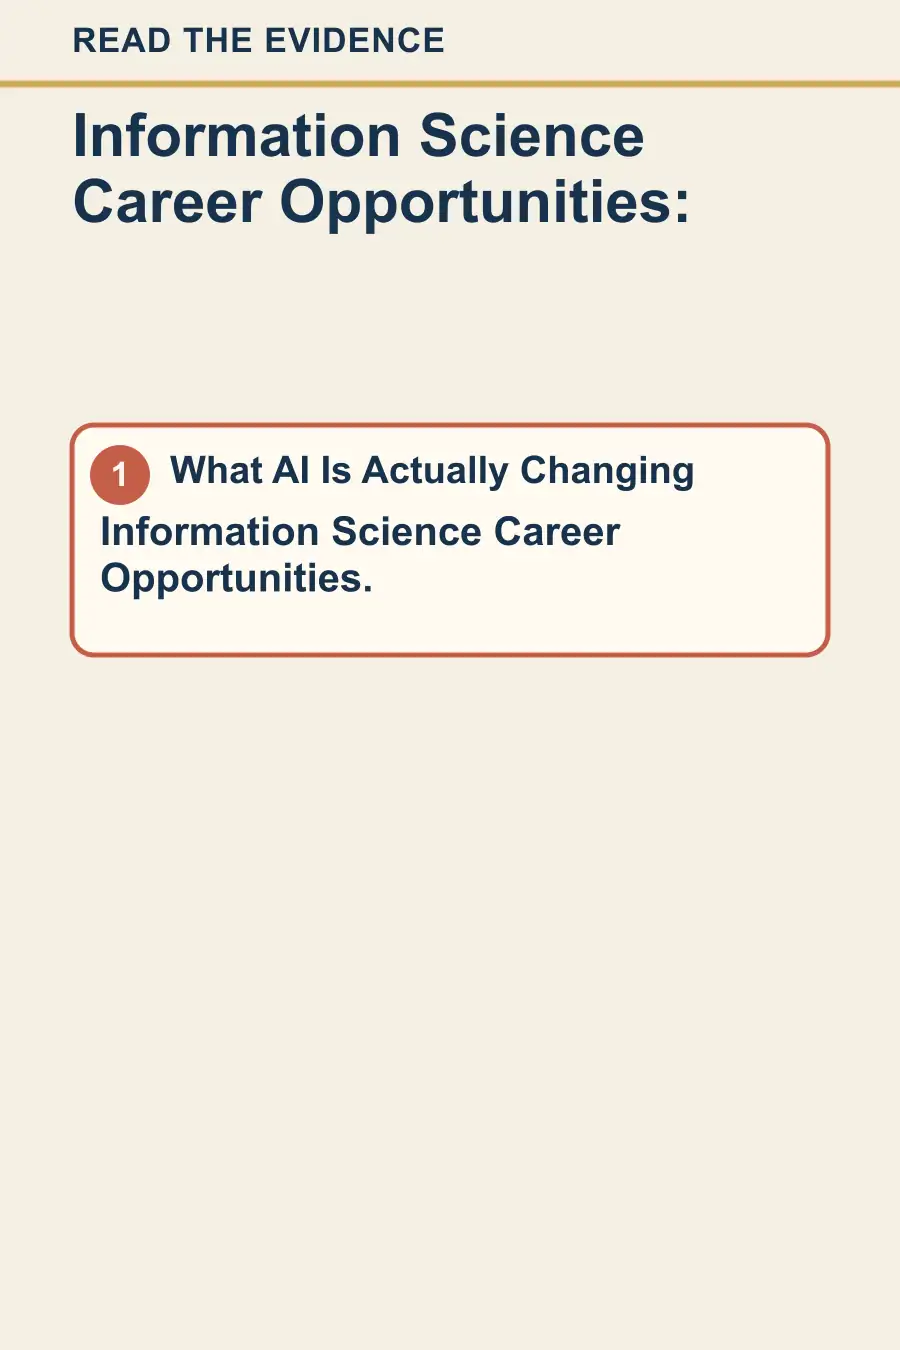 READ THE EVIDENCE
Information Science
Career Opportunities:
1 What AI Is Actually Changing
Information Science Career
Opportunities.